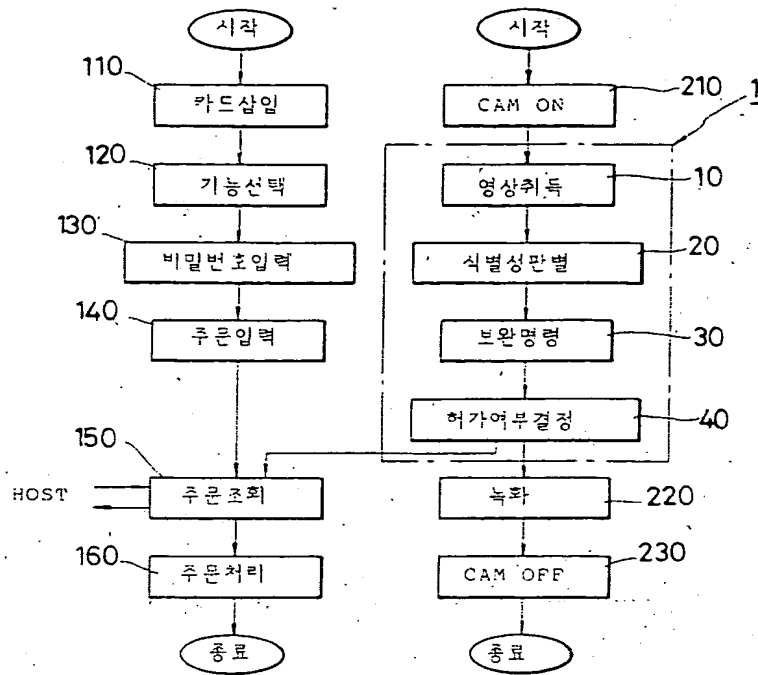 시작
110
카드삽입
120
기능선택
130
비밀번호입력
140
주문입력
150
HOST
주문조회
160
주문처리
종료
시작
210
CAM ON
1
10
영상취득
20
식별성판별
30
보완명령
40
허가여부결정
220
녹화
230
CAM OFF
종료